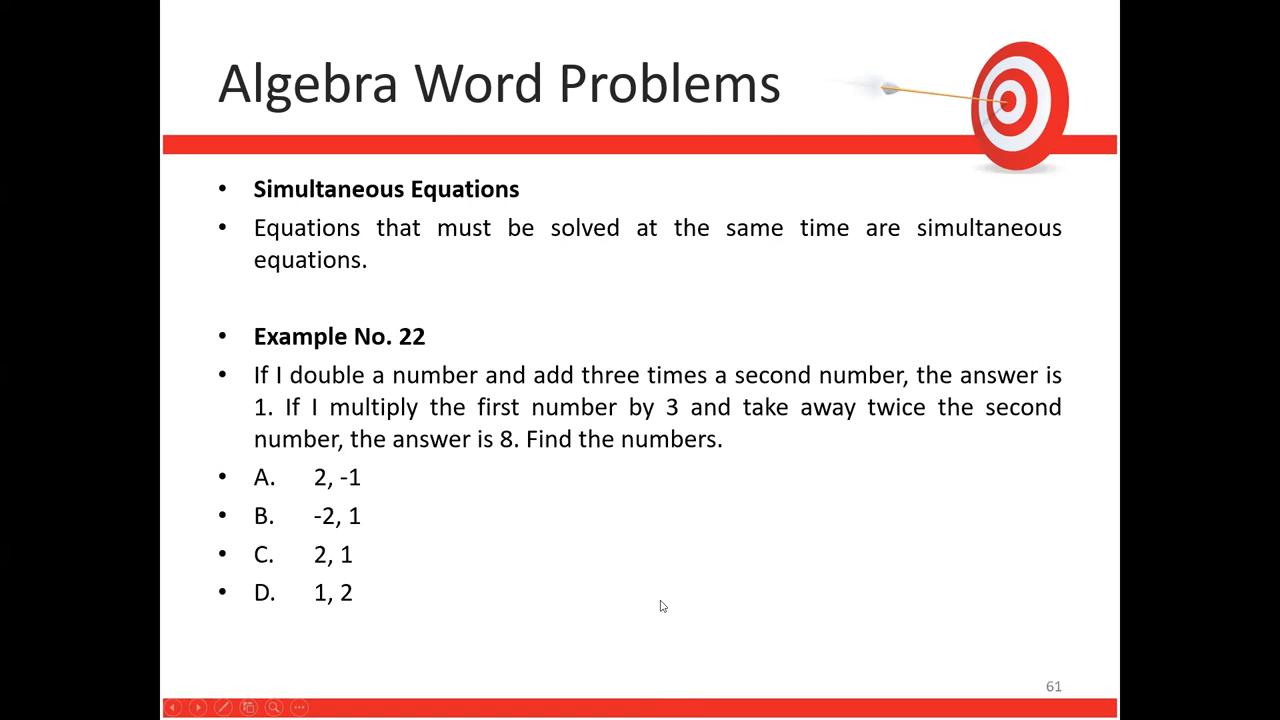 Algebra Word Problems
• Simultaneous Equations
• Equations that must be solved at the same time are simultaneous
equations.
• Example No. 22
• If I double a number and add three times a second number, the answer is
1. If I multiply the first number by 3 and take away twice the second
number, the answer is 8. Find the numbers.
• A. 2, -1
• B. -2, 1
• C. 2, 1
• D. 1, 2
61